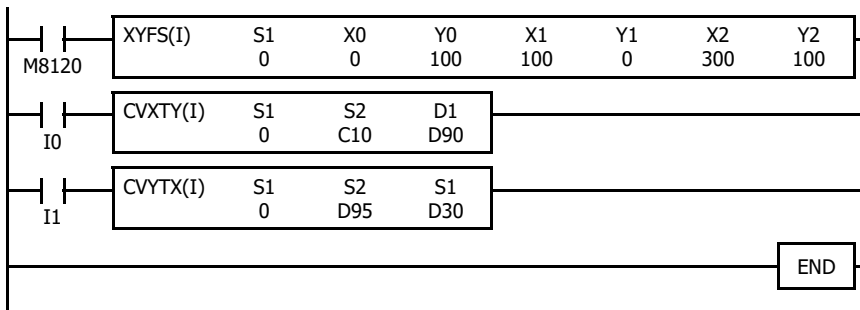 XYFS(I) S1 X0 Y0 X1 Y1 X2 Y2
M8120 0 0 100 100 0 300 100
CVXTY(I) S1 S2 D1
I0 0 C10 D90
CVYTX(I) S1 S2 S1
I1 0 D95 D30
END